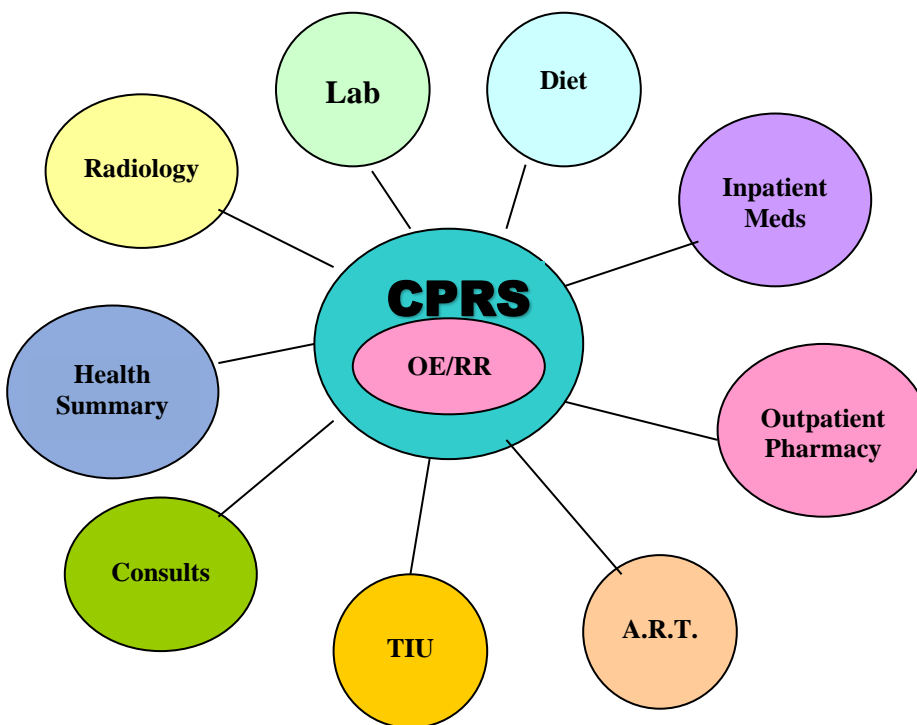 Lab
Diet
Radiology
Inpatient
Meds
CPRS
OE/RR
Health
Summary
Outpatient
Pharmacy
Consults
TIU
A.R.T.